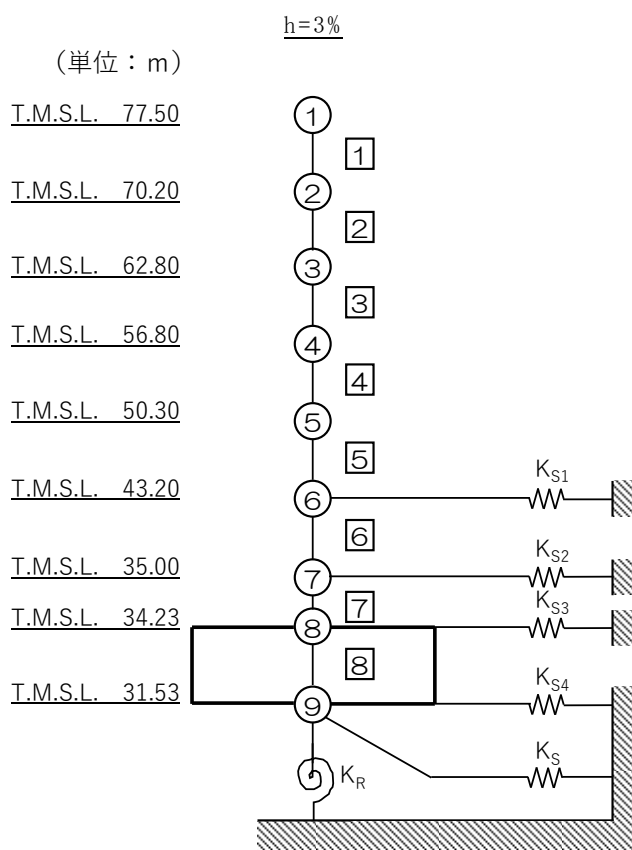 h=3%
（単位：m）
T.M.S.L. 77.50
1
1
T.M.S.L. 70.20
2
2
T.M.S.L. 62.80
3
3
T.M.S.L. 56.80
4
4
T.M.S.L. 50.30
5
5
KS1
T.M.S.L. 43.20
6
6
KS2
T.M.S.L. 35.00
7
KS3
7
T.M.S.L. 34.23
8
8
KS4
T.M.S.L. 31.53
9
KS
KR